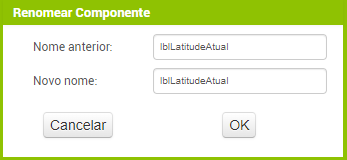 Renomear Componente
Nome anterior: lblLatitudeAtual
Novo nome: lblLatitudeAtual
Cancelar OK